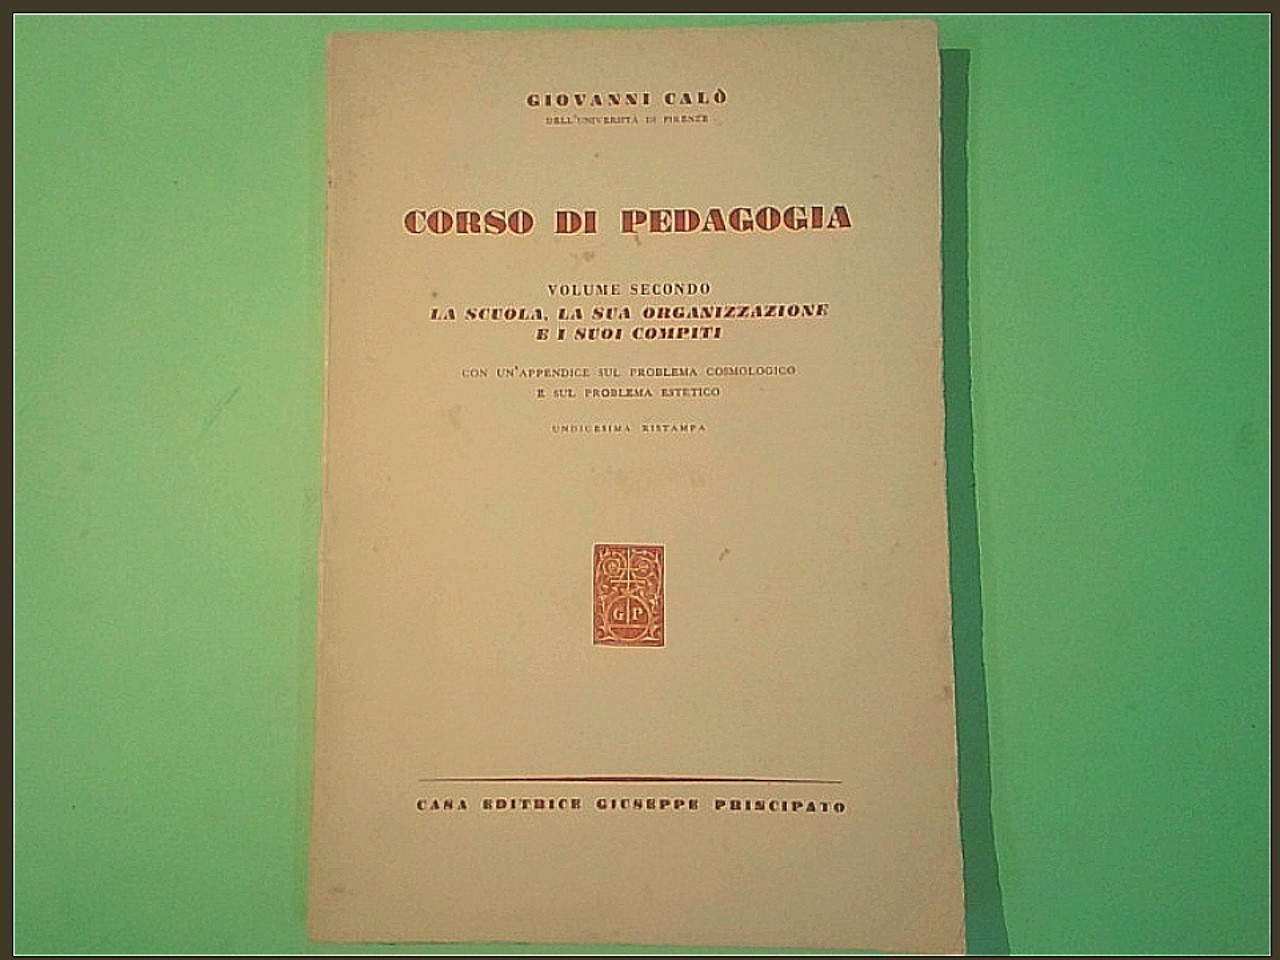 GIOVANNI CALÒ
DELL'UNIVERSITÀ DI FIRENZE
CORSO DI PEDAGOGIA
VOLUME SECONDO
LA SCUOLA, LA SUA ORGANIZZAZIONE
E I SUOI COMPITI
CON UN'APPENDICE SUL PROBLEMA COSMOLOGICO
E SUL PROBLEMA ESTETICO
UNDICESIMA RISTAMPA
G P
CASA EDITRICE GIUSEPPE PRINCIPATO